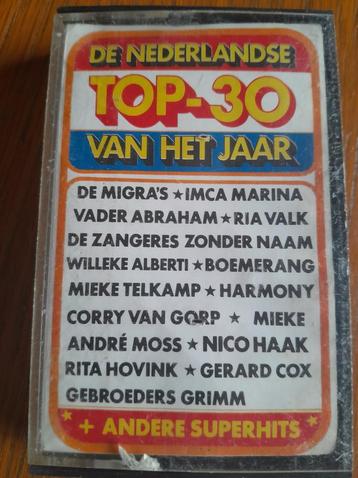 DE NEDERLANDSE
TOP-30
VAN HET JAAR
DE MIGRA'S ★ IMCA MARINA
VADER ABRAHAM ★ RIA VALK
DE ZANGERES ZONDER NAAM
WILLEKE ALBERTI ★ BOEMERANG
MIEKE TELKAMP ★ HARMONY
CORRY VAN GORP ★ MIEKE
ANDRÉ MOSS ★ NICO HAAK
RITA HOVINK ★ GERARD COX
GEBROEDERS GRIMM
★ + ANDERE SUPERHITS ★